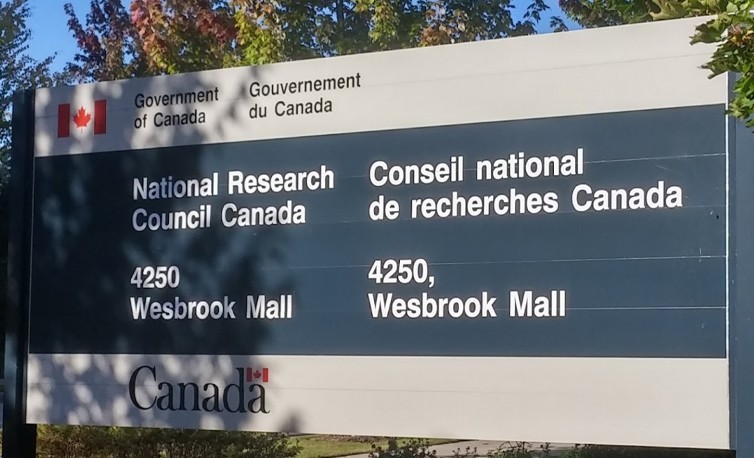 Government
of Canada
Gouvernement
du Canada
National Research
Council Canada
Conseil national
de recherches Canada
4250
Wesbrook Mall
4250,
Wesbrook Mall
Canada